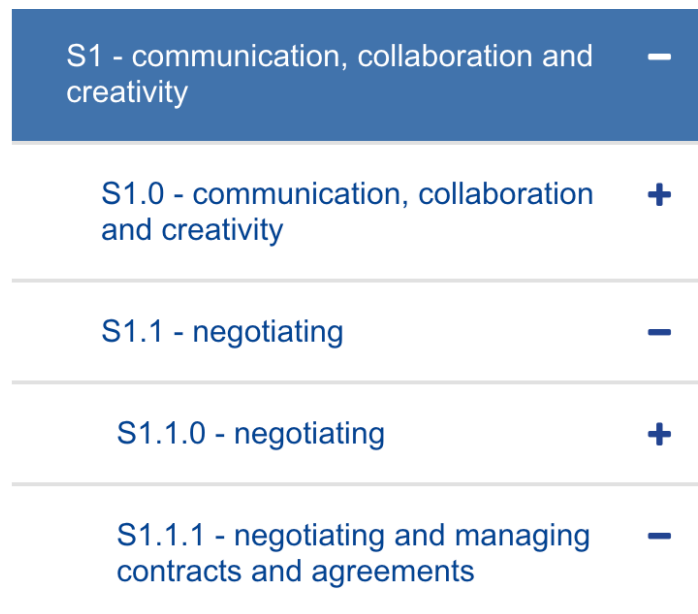 S1 - communication, collaboration and
creativity
S1.0 - communication, collaboration
and creativity
S1.1 - negotiating
S1.1.0 - negotiating
S1.1.1 - negotiating and managing
contracts and agreements